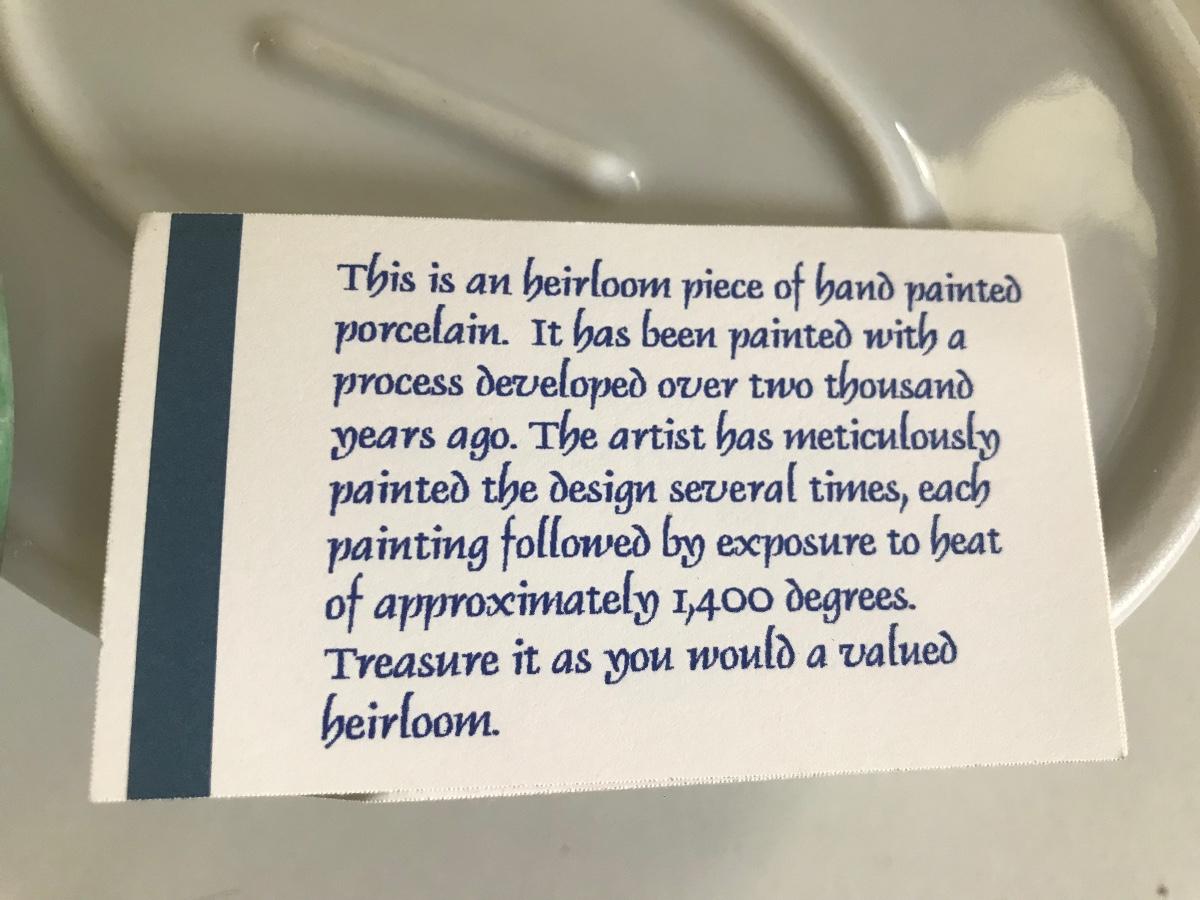 This is an heirloom piece of hand painted
porcelain. It has been painted with a
process developed over two thousand
years ago. The artist has meticulously
painted the design several times, each
painting followed by exposure to heat
of approximately 1,400 degrees.
Treasure it as you would a valued
heirloom.